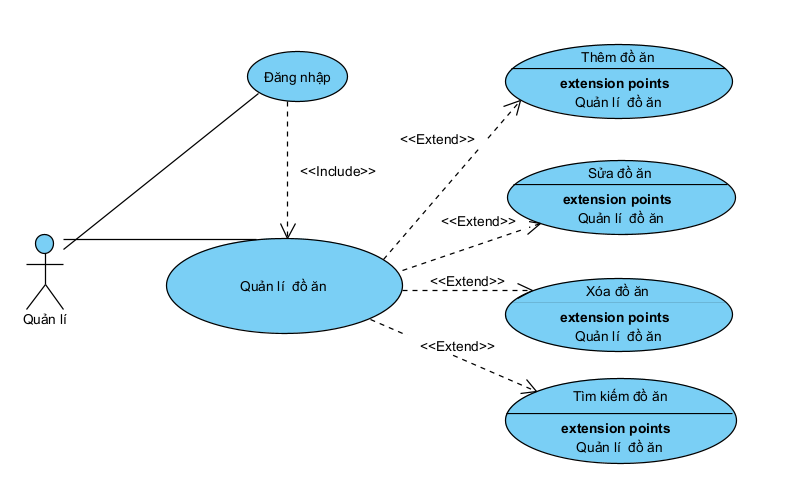 Đăng nhập
<<Include>>
Quản lí
Quản lí đồ ăn
<<Extend>>
<<Extend>>
<<Extend>>
<<Extend>>
Thêm đồ ăn
extension points
Quản lí đồ ăn
Sửa đồ ăn
extension points
Quản lí đồ ăn
Xóa đồ ăn
extension points
Quản lí đồ ăn
Tìm kiếm đồ ăn
extension points
Quản lí đồ ăn